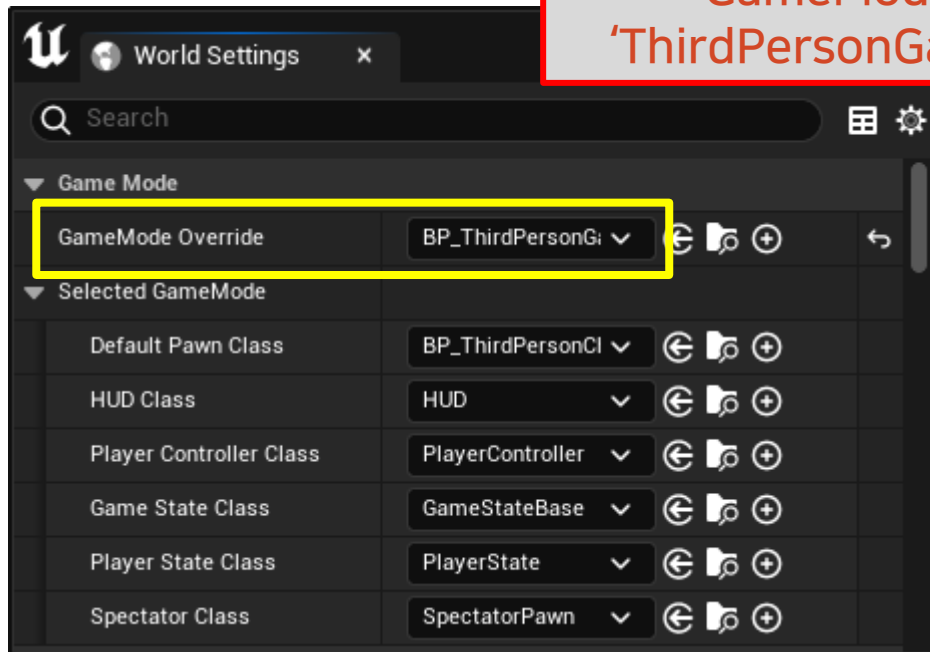 'ThirdPersonGa
World Settings
Search
Game Mode
GameMode Override BP_ThirdPersonGa
Selected GameMode
Default Pawn Class BP_ThirdPersonCl
HUD Class HUD
Player Controller Class PlayerController
Game State Class GameStateBase
Player State Class PlayerState
Spectator Class SpectatorPawn